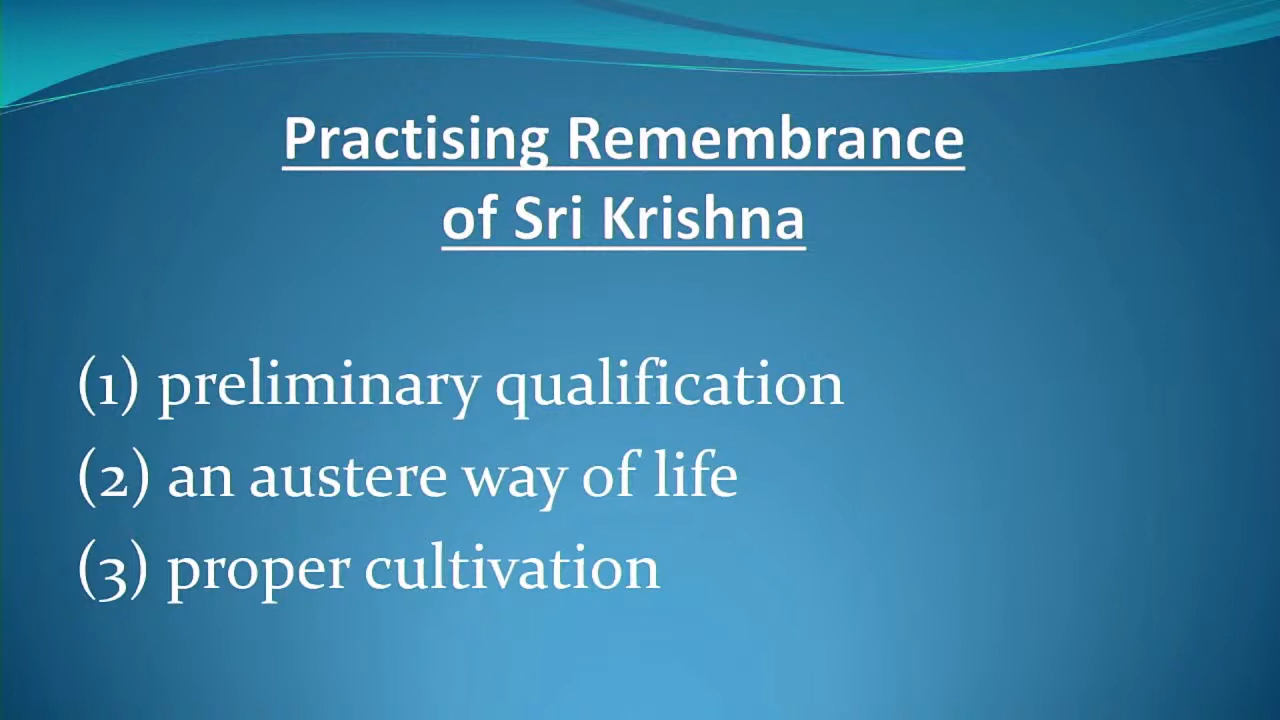 Practising Remembrance
of Sri Krishna
(1) preliminary qualification
(2) an austere way of life
(3) proper cultivation